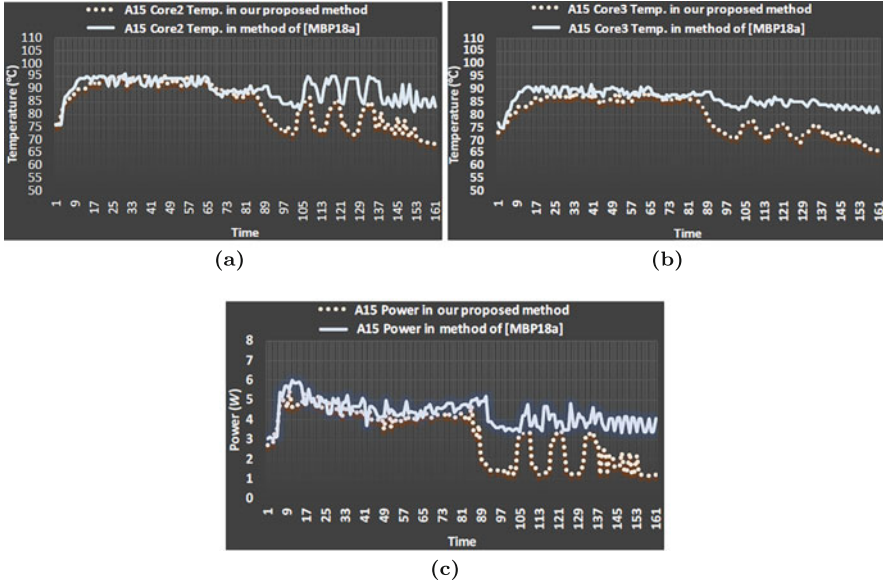 A15 Core2 Temp. in our proposed method
A15 Core2 Temp. in method of [MBP18a]
Temperature (°C)
110
105
100
95
90
85
80
75
70
65
60
55
50
1 9 17 25 33 41 49 57 65 73 81 89 97 105 113 121 129 137 145 153 161
Time
(a)
A15 Core3 Temp. in our proposed method
A15 Core3 Temp. in method of [MBP18a]
Temperature (°C)
110
105
100
95
90
85
80
75
70
65
60
55
50
1 9 17 25 33 41 49 57 65 73 81 89 97 105 113 121 129 137 145 153 161
Time
(b)
A15 Power in our proposed method
A15 Power in method of [MBP18a]
Power (W)
8
7
6
5
4
3
2
1
0
1 9 17 25 33 41 49 57 65 73 81 89 97 105 113 121 129 137 145 153 161
Time
(c)